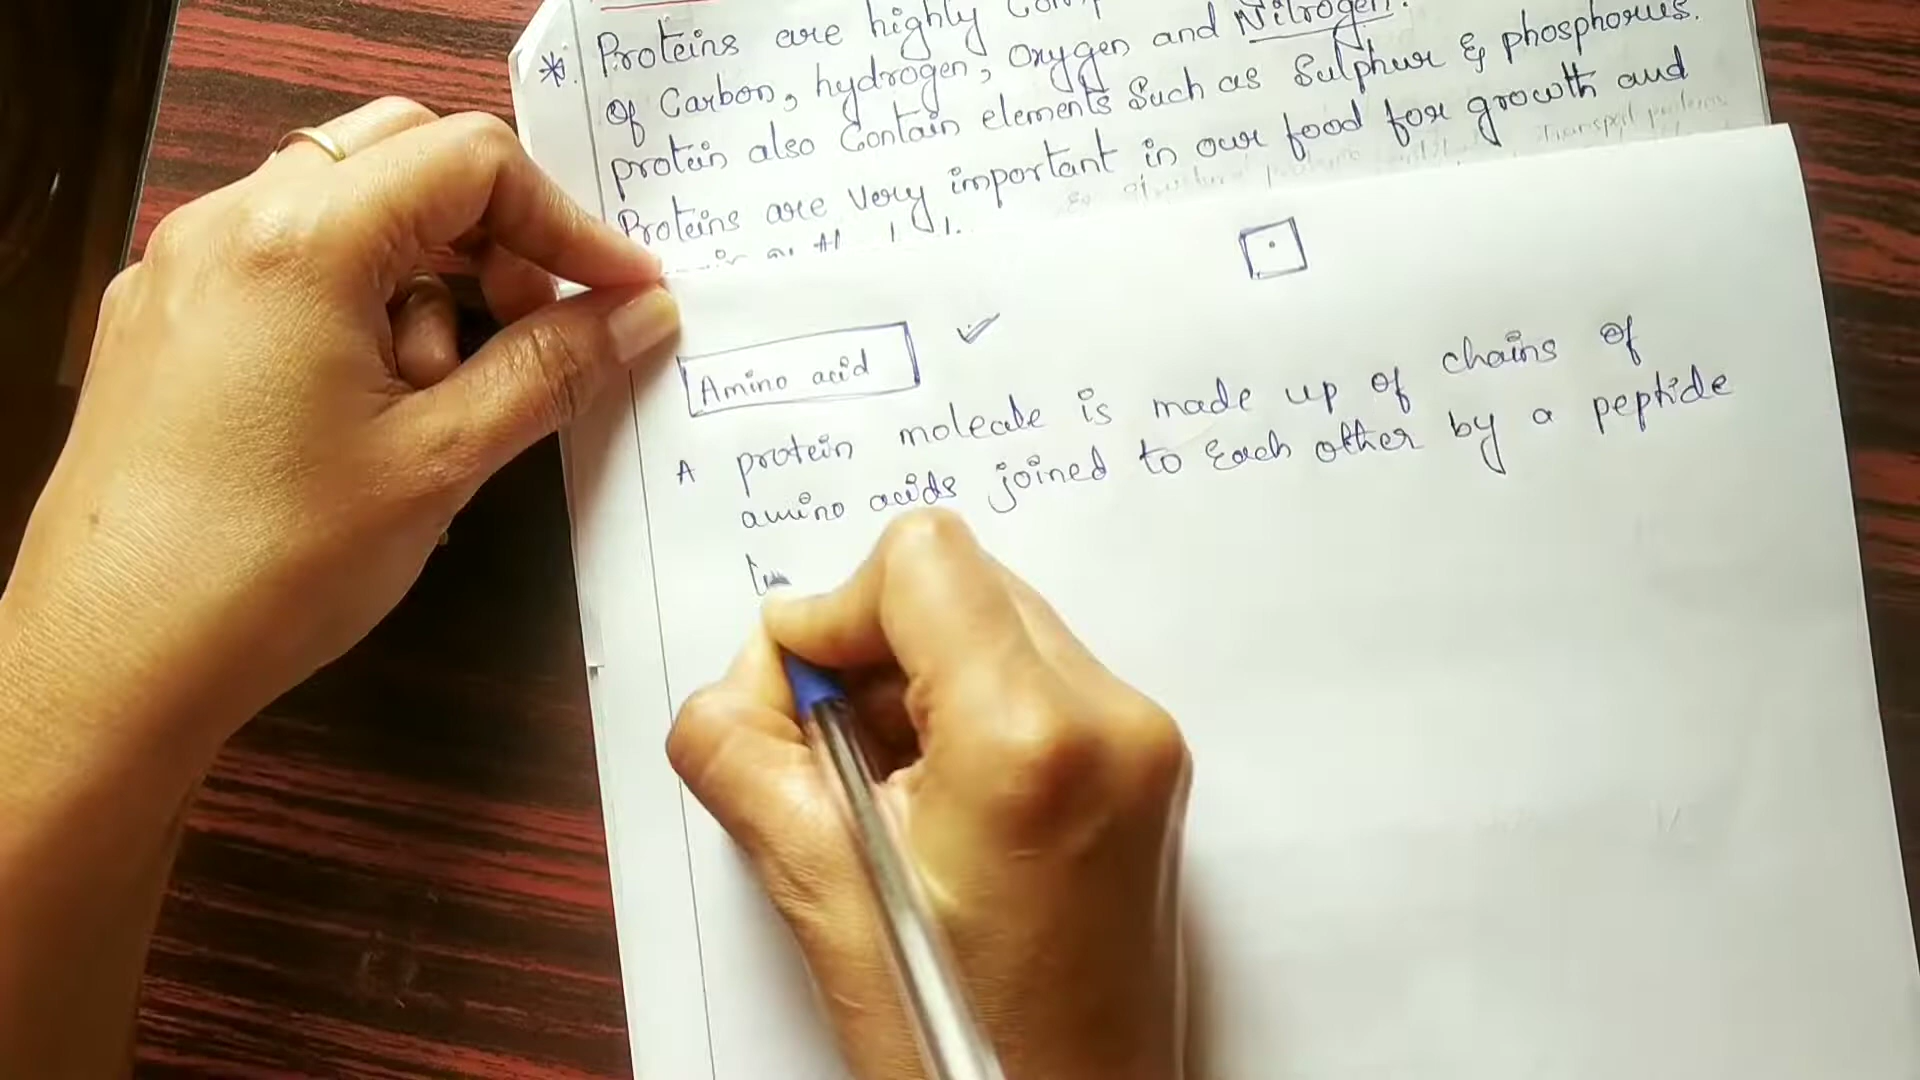 *. Proteins are highly
of Carbon, hydrogen, Oxygen and Nitrogen.
protein also Contain elements Such as Sulphur & phosphorus.
Proteins are very important in our food for growth and
Amino acid
A protein molecule is made up of chains of
amino acids joined to Each other by a peptide